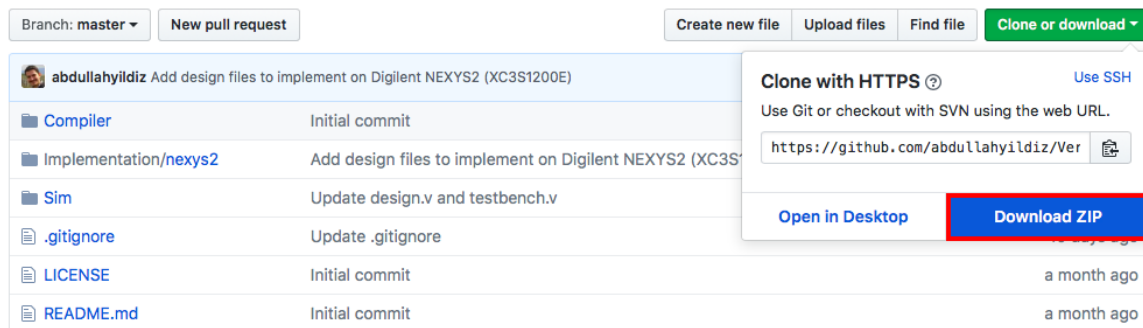 Branch: master
New pull request
Create new file
Upload files
Find file
Clone or download
abdullahyildiz Add design files to implement on Digilent NEXYS2 (XC3S1200E)
Clone with HTTPS
Use SSH
Use Git or checkout with SVN using the web URL.
https://github.com/abdullahyildiz/Ver
Open in Desktop
Download ZIP
Compiler
Initial commit
Implementation/nexys2
Add design files to implement on Digilent NEXYS2 (XC3S
Sim
Update design.v and testbench.v
.gitignore
Update .gitignore
days ago
LICENSE
Initial commit
a month ago
README.md
Initial commit
a month ago